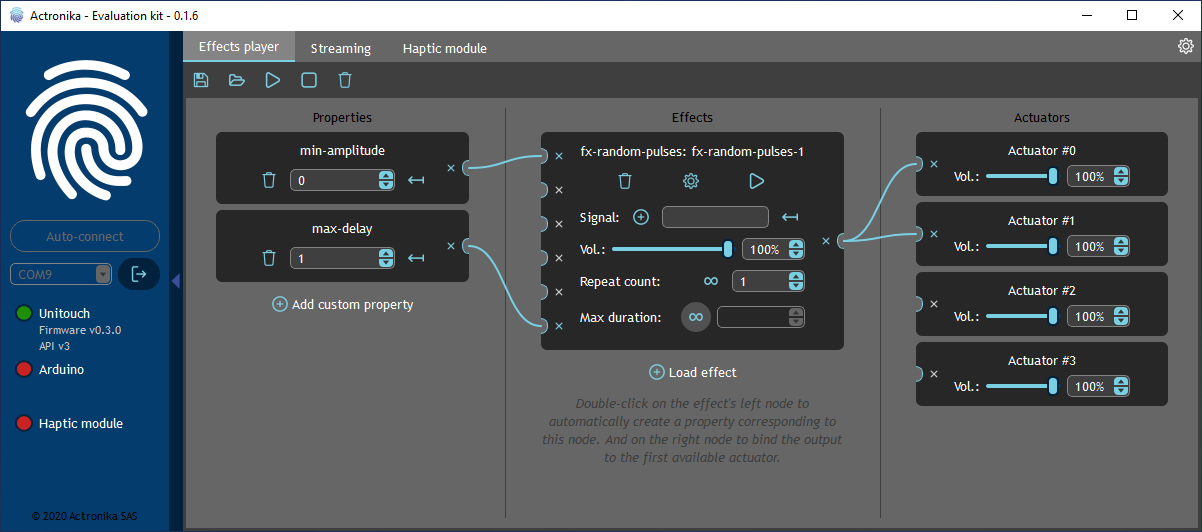 Actronika - Evaluation kit - 0.1.6
Effects player
Streaming
Haptic module
Auto-connect
COM9
Unitouch
Firmware v0.3.0
API v3
Arduino
Haptic module
© 2020 Actronika SAS
Properties
min-amplitude
0
max-delay
1
Add custom property
Effects
fx-random-pulses: fx-random-pulses-1
Signal:
Vol.: 100%
Repeat count: ∞ 1
Max duration: ∞
Load effect
Double-click on the effect's left node to
automatically create a property corresponding to
this node. And on the right node to bind the output
to the first available actuator.
Actuators
Actuator #0
Vol.: 100%
Actuator #1
Vol.: 100%
Actuator #2
Vol.: 100%
Actuator #3
Vol.: 100%